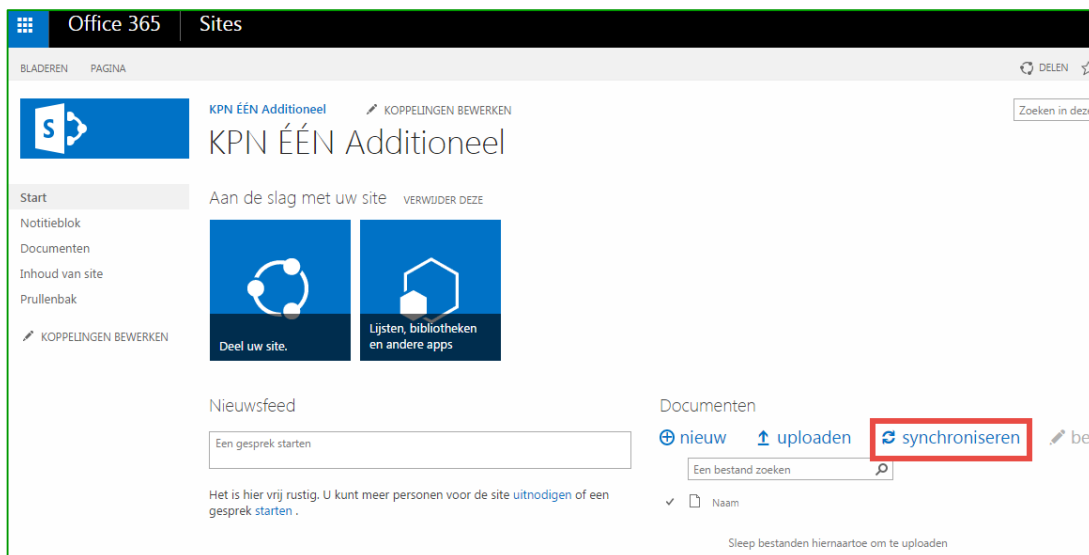 Office 365 Sites
BLADEREN PAGINA DELEN
KPN ÉÉN Additioneel KOPPELINGEN BEWERKEN
Zoeken in deze
KPN ÉÉN Additioneel
S
Start
Notitieblok
Documenten
Inhoud van site
Prullenbak
KOPPELINGEN BEWERKEN
Aan de slag met uw site VERWIJDER DEZE
Deel uw site.
Lijsten, bibliotheken
en andere apps
Nieuwsfeed
Een gesprek starten
Het is hier vrij rustig. U kunt meer personen voor de site uitnodigen of een
gesprek starten .
Documenten
nieuw uploaden synchroniseren be
Een bestand zoeken
Naam
Sleep bestanden hiernaartoe om te uploaden